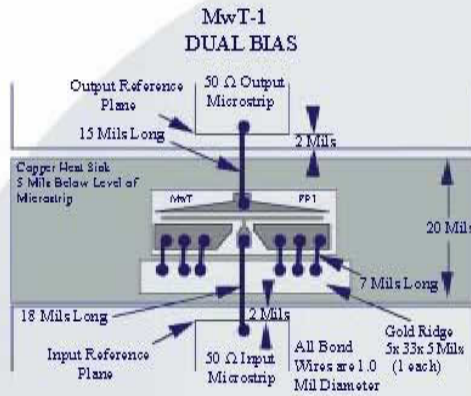 MwT-1
DUAL BIAS
Output Reference
Plane
50 Ω Output
Microstrip
15 Mils Long
2 Mils
Copper Heat Sink
5 Mils Below Level of
Microstrip
MwT
20 Mils
7 Mils Long
18 Mils Long
2 Mils
Gold Ridge
5x 33x 5 Mils
(1 each)
Input Reference
Plane
50 Ω Input
Microstrip
All Bond
Wires are 1.0
Mil Diameter